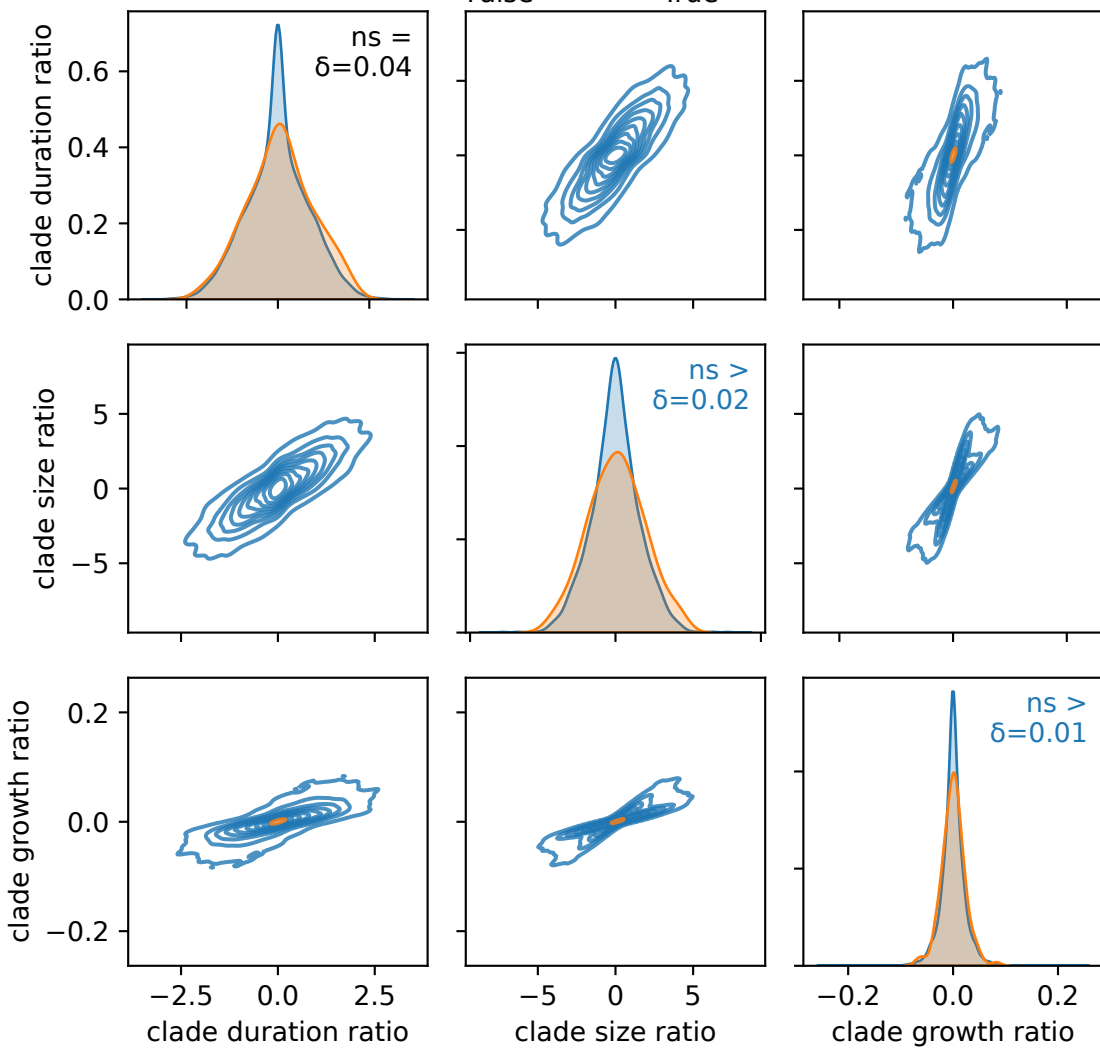 clade duration ratio
0.6
0.4
0.2
0.0
ns =
δ=0.04
clade size ratio
5
0
−5
ns >
δ=0.02
clade growth ratio
0.2
0.0
−0.2
ns >
δ=0.01
−2.5 0.0 2.5
−5 0 5
−0.2 0.0 0.2
clade duration ratio
clade size ratio
clade growth ratio